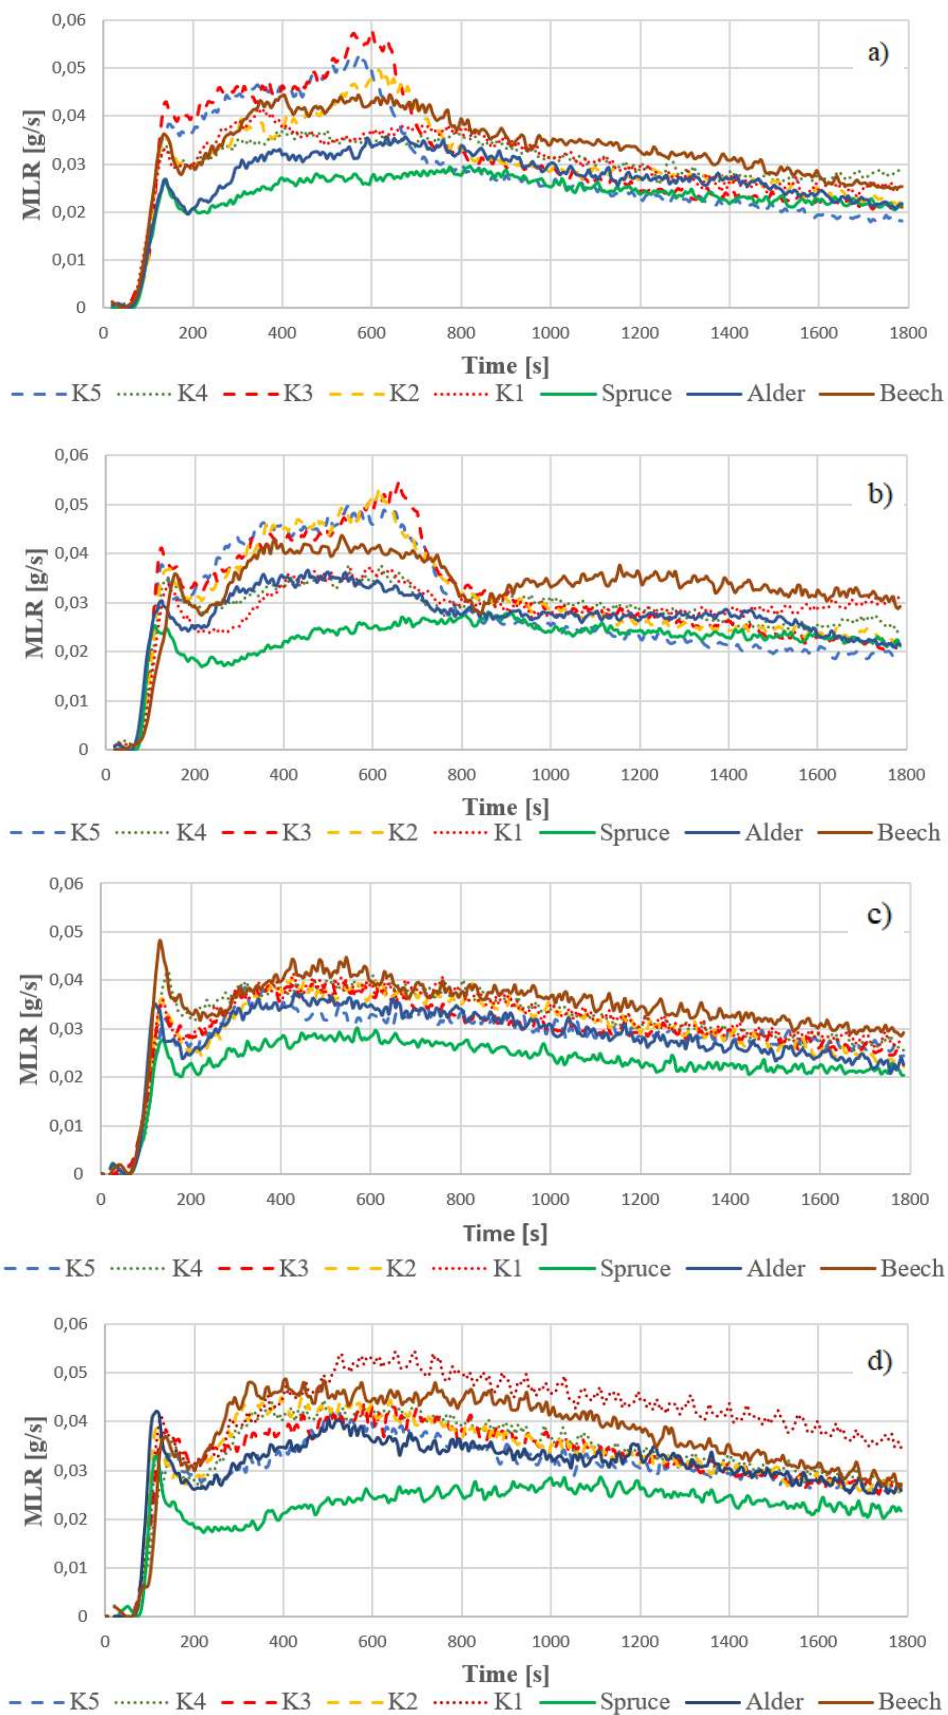 0,06
a)
0,05
0,04
0,03
0,02
0,01
0
MLR [g/s]
0 200 400 600 800 1000 1200 1400 1600 1800
Time [s]
K5 K4 K3 K2 K1 Spruce Alder Beech
0,06
b)
0,05
0,04
0,03
0,02
0,01
0
MLR [g/s]
0 200 400 600 800 1000 1200 1400 1600 1800
Time [s]
K5 K4 K3 K2 K1 Spruce Alder Beech
0,06
c)
0,05
0,04
0,03
0,02
0,01
0
MLR [g/s]
0 200 400 600 800 1000 1200 1400 1600 1800
Time [s]
K5 K4 K3 K2 K1 Spruce Alder Beech
0,06
d)
0,05
0,04
0,03
0,02
0,01
0
MLR [g/s]
0 200 400 600 800 1000 1200 1400 1600 1800
Time [s]
K5 K4 K3 K2 K1 Spruce Alder Beech